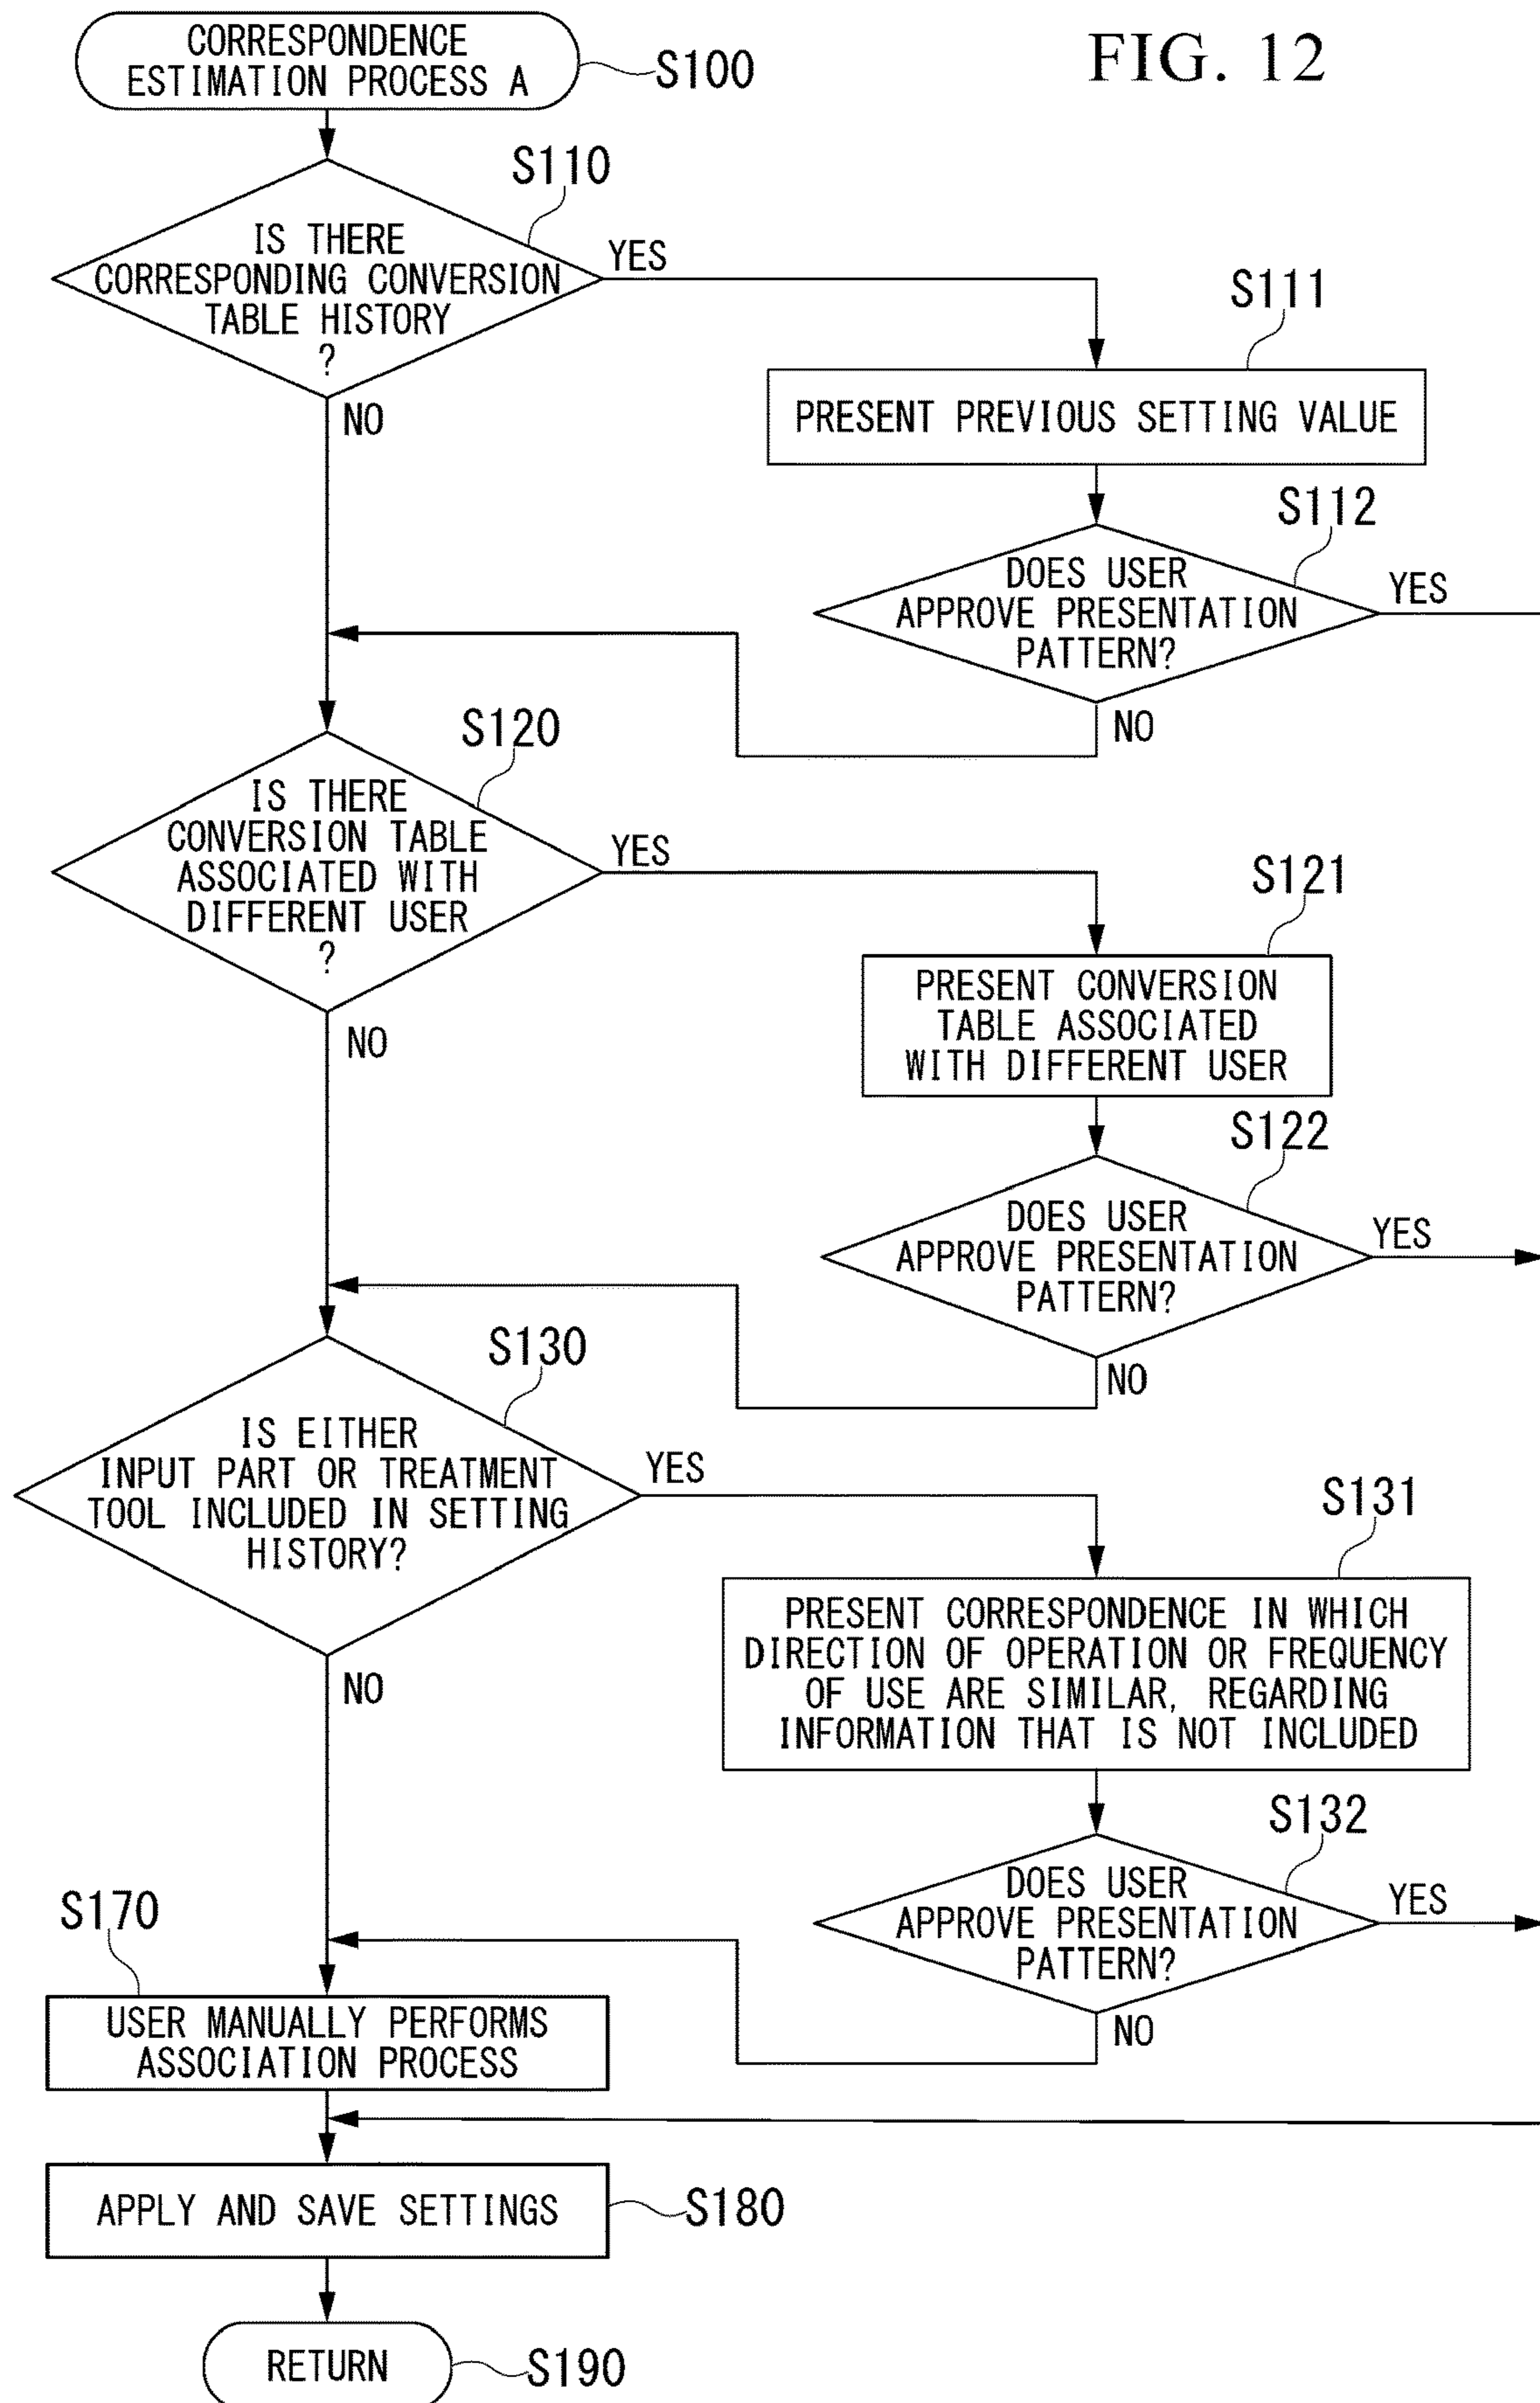 FIG. 12
CORRESPONDENCE
ESTIMATION PROCESS A
S100
S110
IS THERE
CORRESPONDING CONVERSION
TABLE HISTORY
?
YES
NO
S111
PRESENT PREVIOUS SETTING VALUE
S112
DOES USER
APPROVE PRESENTATION
PATTERN?
YES
NO
S120
IS THERE
CONVERSION TABLE
ASSOCIATED WITH
DIFFERENT USER
?
YES
NO
S121
PRESENT CONVERSION
TABLE ASSOCIATED
WITH DIFFERENT USER
S122
DOES USER
APPROVE PRESENTATION
PATTERN?
YES
NO
S130
IS EITHER
INPUT PART OR TREATMENT
TOOL INCLUDED IN SETTING
HISTORY?
YES
NO
S131
PRESENT CORRESPONDENCE IN WHICH
DIRECTION OF OPERATION OR FREQUENCY
OF USE ARE SIMILAR, REGARDING
INFORMATION THAT IS NOT INCLUDED
S132
DOES USER
APPROVE PRESENTATION
PATTERN?
YES
NO
S170
USER MANUALLY PERFORMS
ASSOCIATION PROCESS
APPLY AND SAVE SETTINGS
S180
RETURN
S190